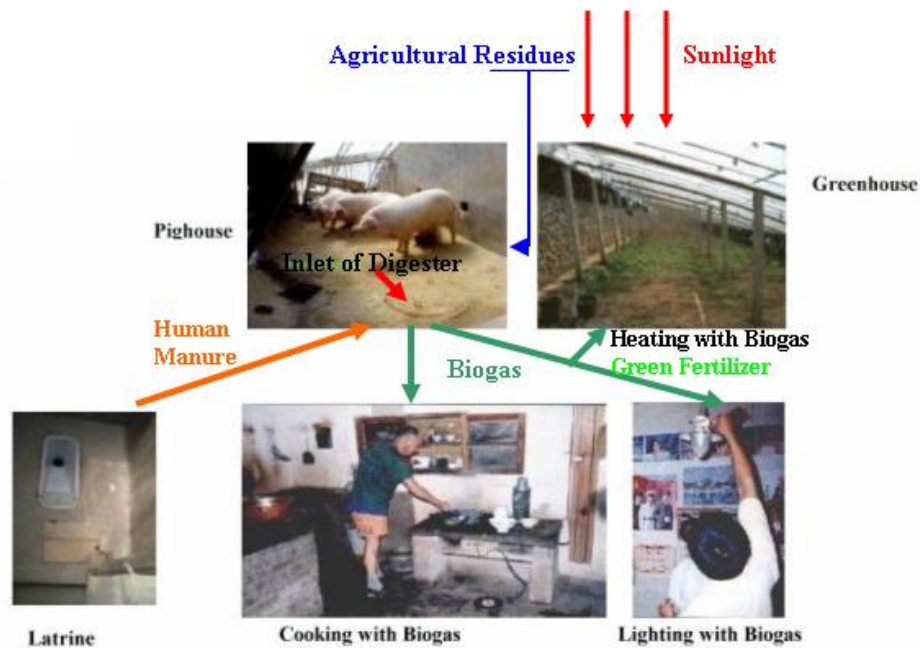 Agricultural Residues
Sunlight
Greenhouse
Pighouse
Inlet of Digester
Human
Manure
Biogas
Heating with Biogas
Green Fertilizer
Latrine
Cooking with Biogas
Lighting with Biogas